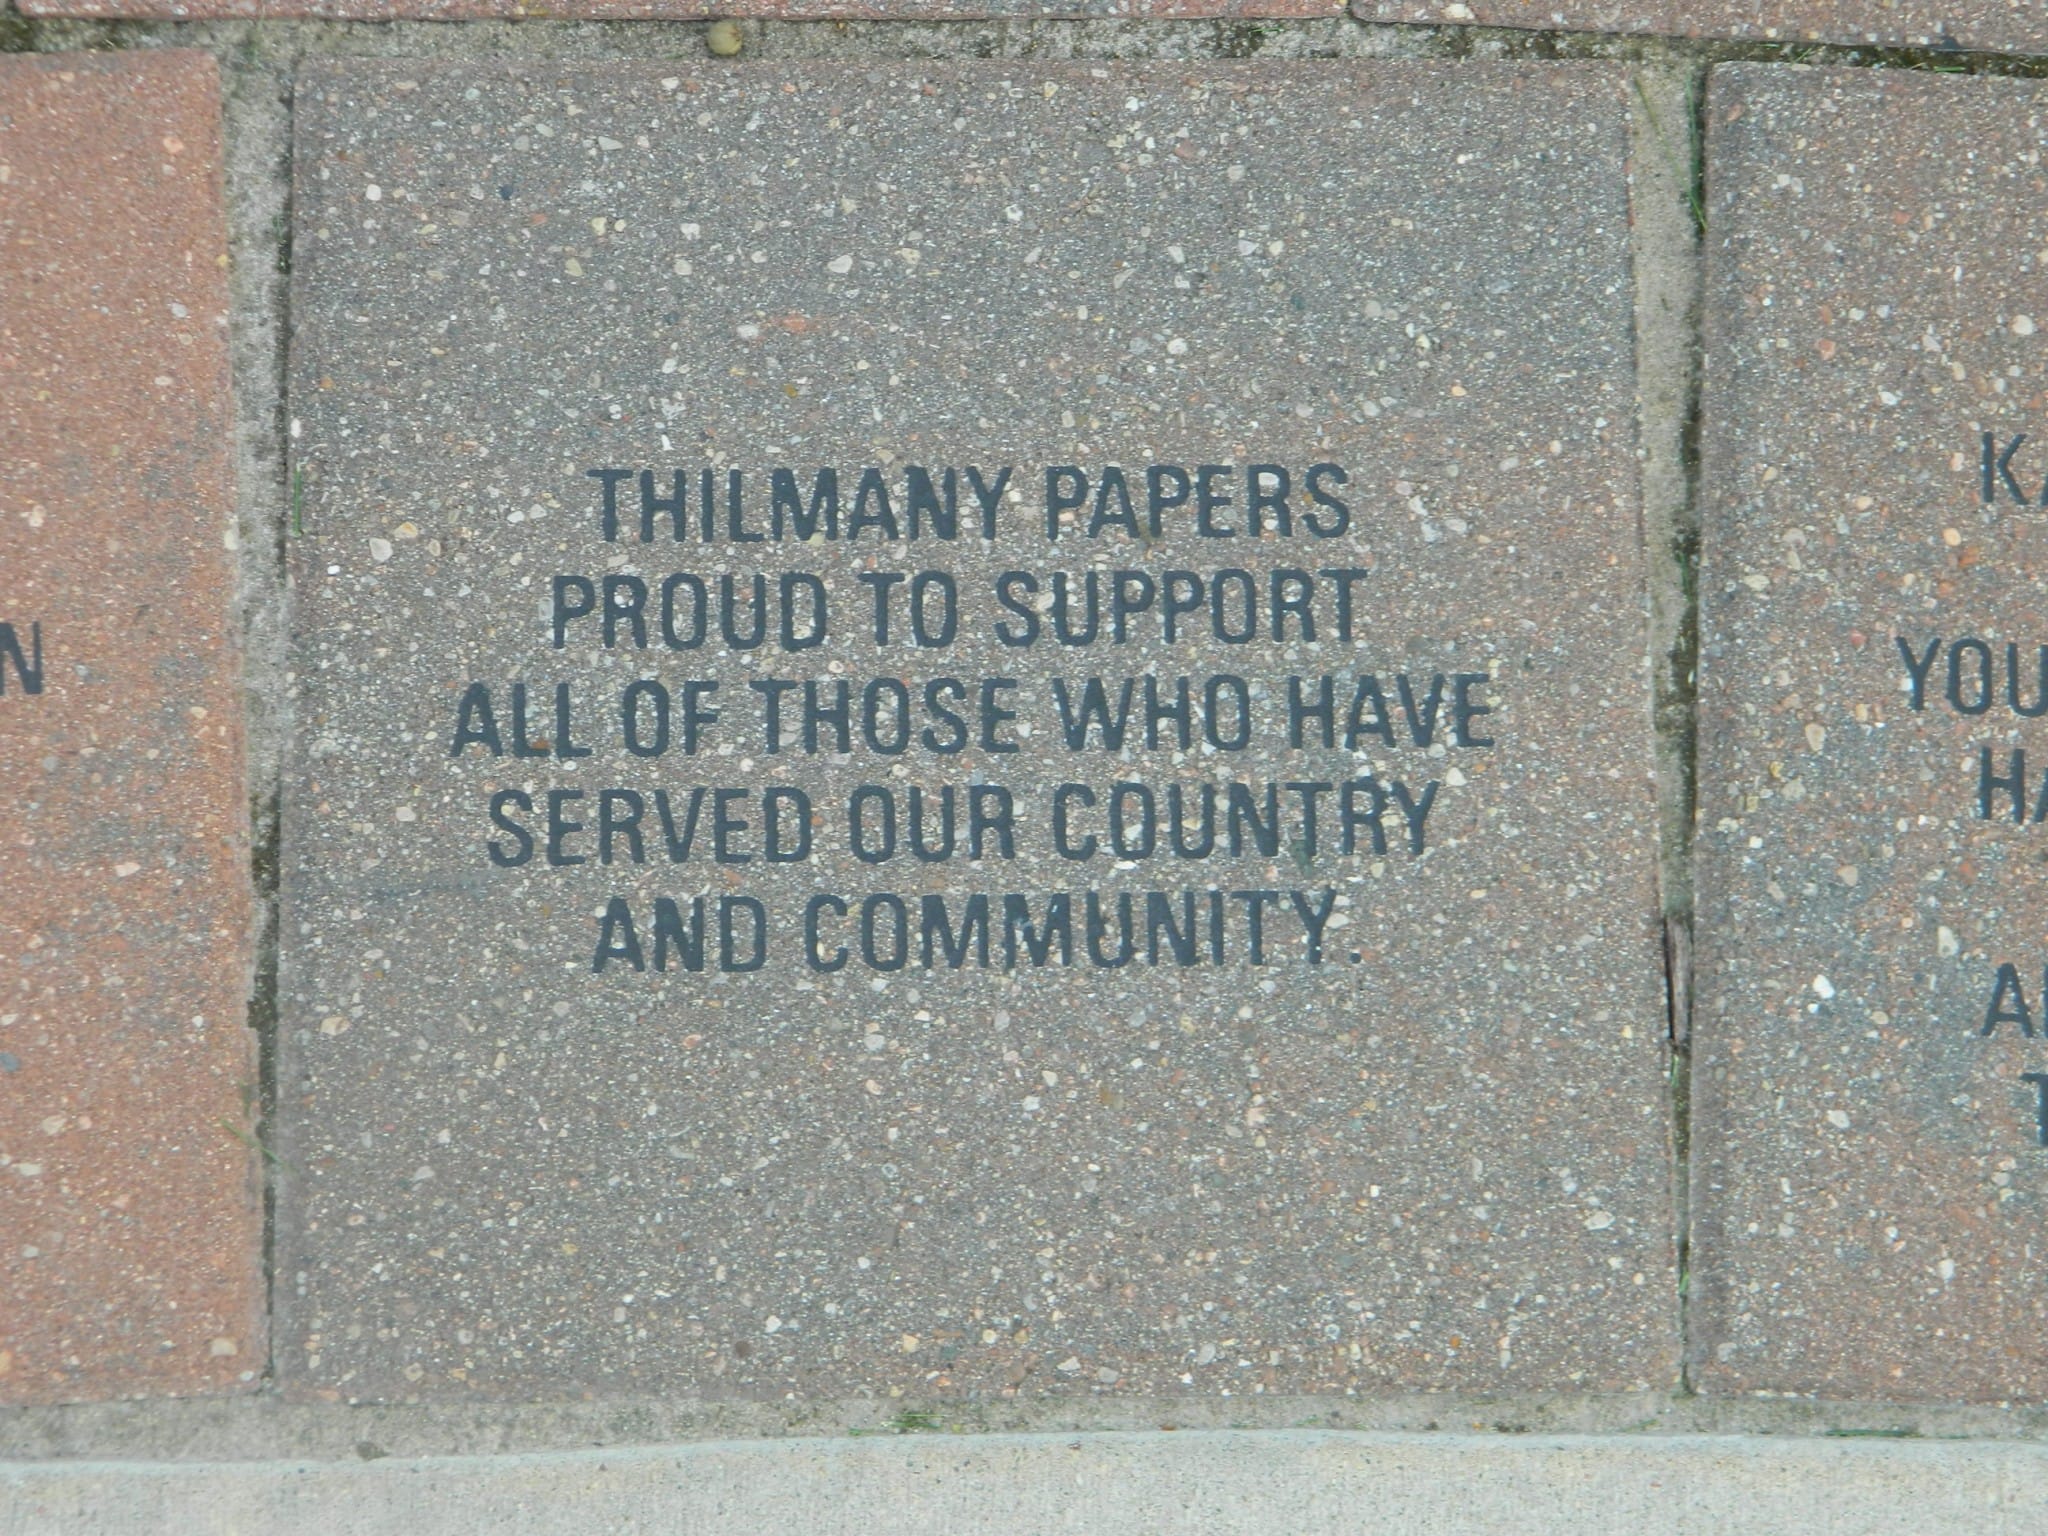 THILMANY PAPERS
PROUD TO SUPPORT
ALL OF THOSE WHO HAVE
SERVED OUR COUNTRY
AND COMMUNITY.